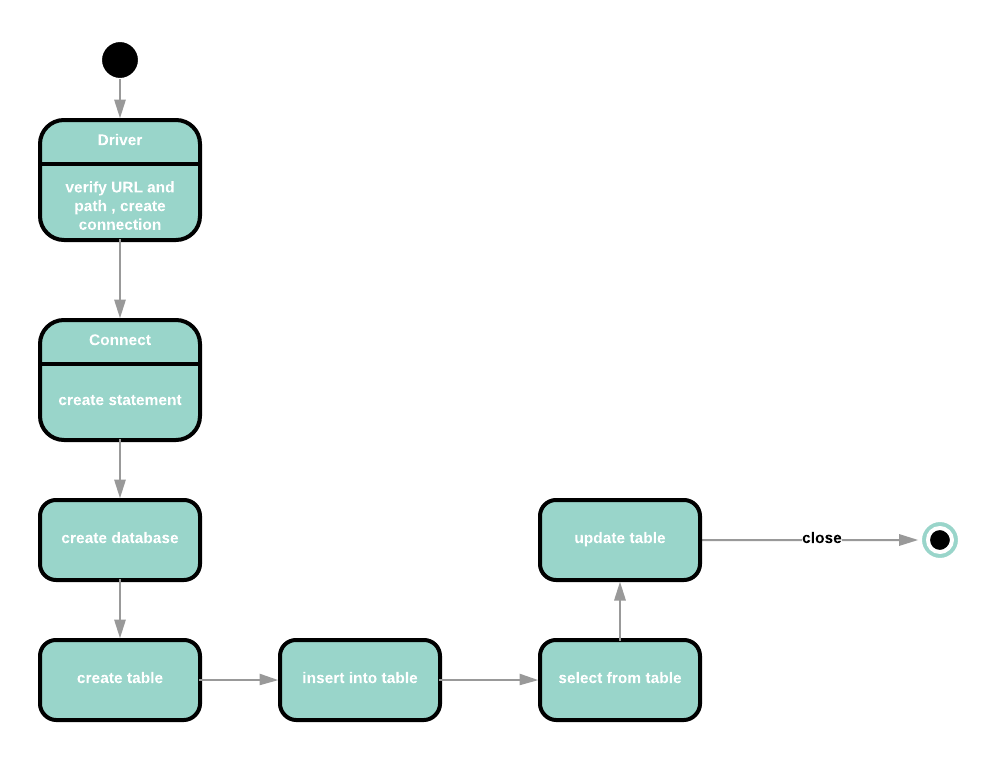 Driver
verify URL and
path , create
connection
Connect
create statement
create database
update table
close
create table
insert into table
select from table